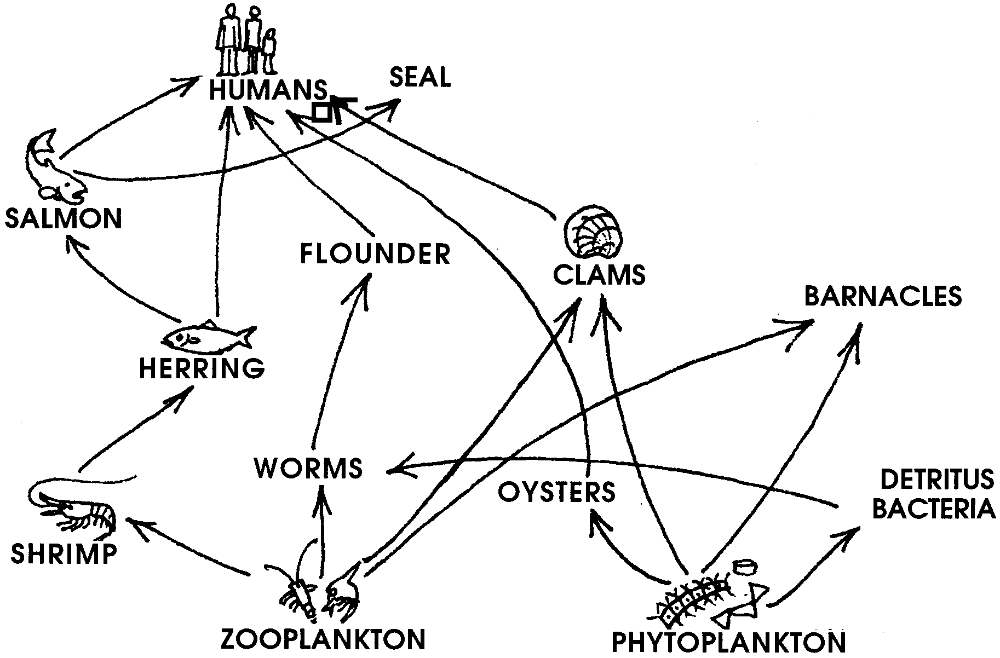 HUMANS
SEAL
SALMON
FLOUNDER
CLAMS
BARNACLES
HERRING
WORMS
OYSTERS
DETRITUS
BACTERIA
SHRIMP
ZOOPLANKTON
PHYTOPLANKTON